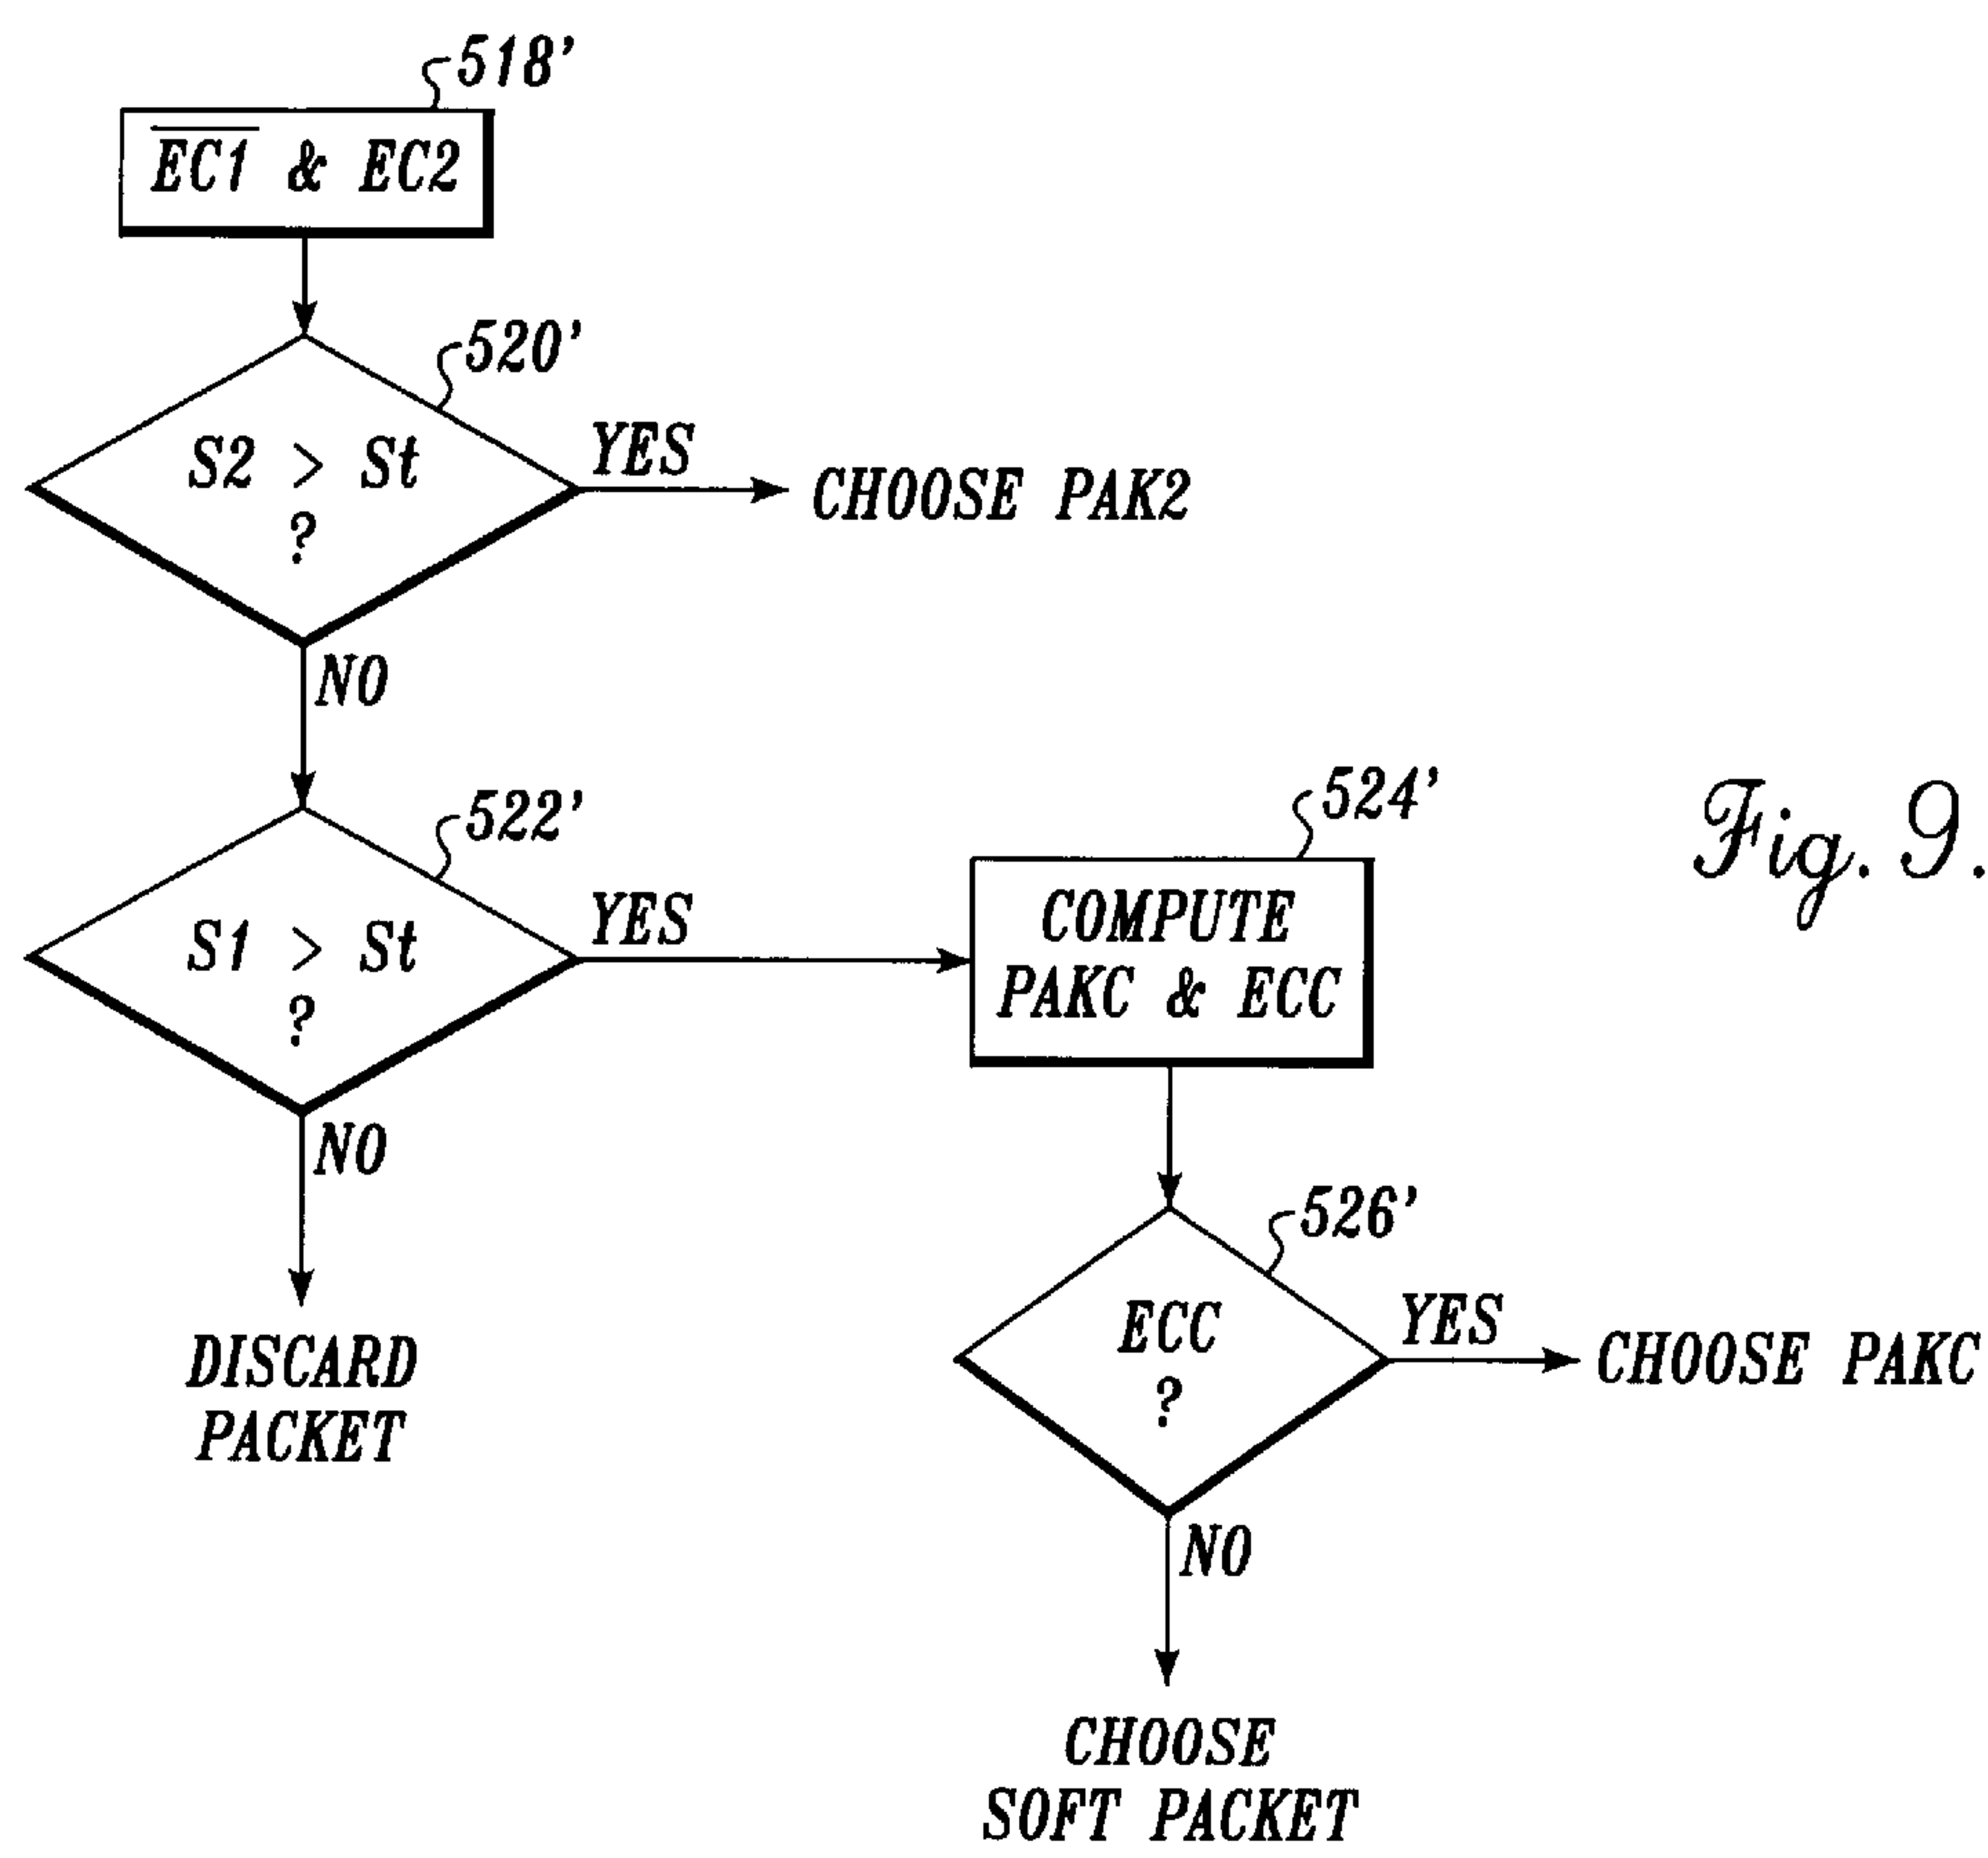 518'
EC1 & EC2
520'
S2 > St
?
YES
CHOOSE PAK2
NO
522'
S1 > St
?
YES
524'
COMPUTE
PAKC & ECC
Fig. 9.
NO
DISCARD
PACKET
526'
ECC
?
YES
CHOOSE PAKC
NO
CHOOSE
SOFT PACKET